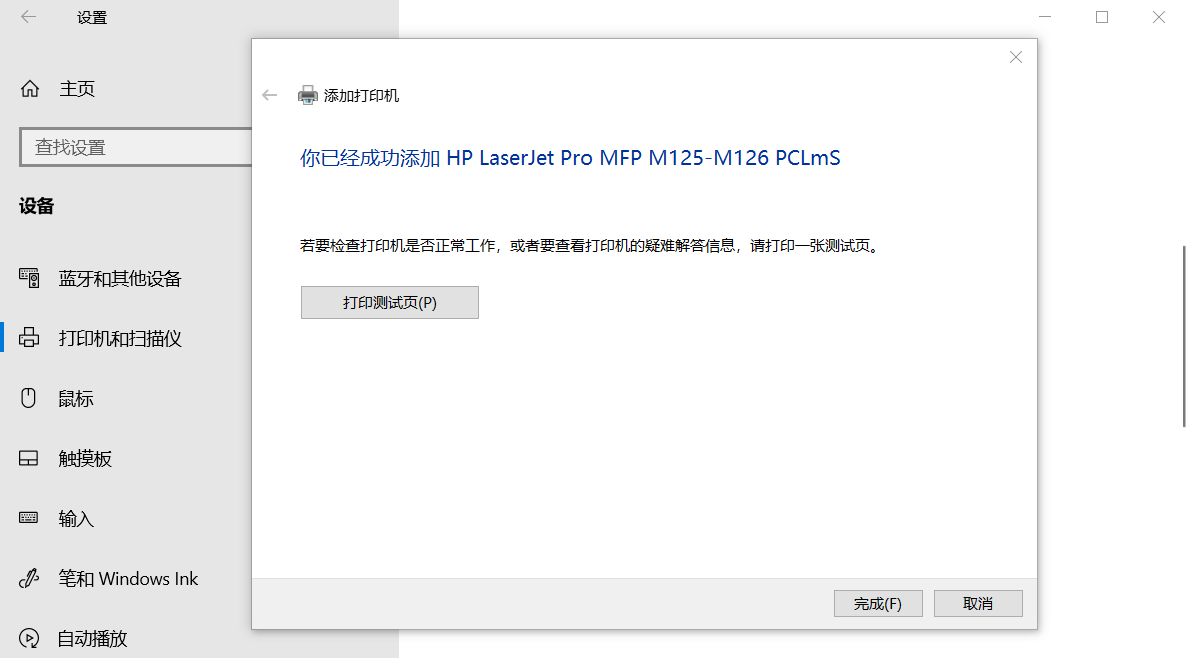 设置
主页
查找设置
设备
蓝牙和其他设备
打印机和扫描仪
鼠标
触摸板
输入
笔和 Windows Ink
自动播放
添加打印机
你已经成功添加 HP LaserJet Pro MFP M125-M126 PCLmS
若要检查打印机是否正常工作，或者要查看打印机的疑难解答信息，请打印一张测试页。
打印测试页(P)
完成(F)
取消